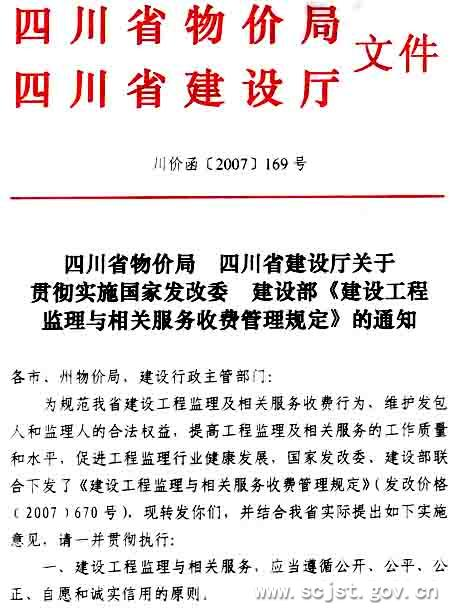 四川省物价局
四川省建设厅
文件
川价函〔2007〕169号
四川省物价局 四川省建设厅关于
贯彻实施国家发改委 建设部《建设工程
监理与相关服务收费管理规定》的通知
各市、州物价局、建设行政主管部门：
为规范我省建设工程监理及相关服务收费行为、维护发包
人和监理人的合法权益，提高工程监理及相关服务的工作质量
和水平，促进工程监理行业健康发展，国家发改委、建设部联
合下发了《建设工程监理与相关服务收费管理规定》（发改价格
〔2007〕670号），现转发你们，并结合我省实际提出如下实施
意见，请一并贯彻执行：
一、建设工程监理与相关服务，应当遵循公开、公平、公
正、自愿和诚实信用的原则。
www.scjst.gov.cn